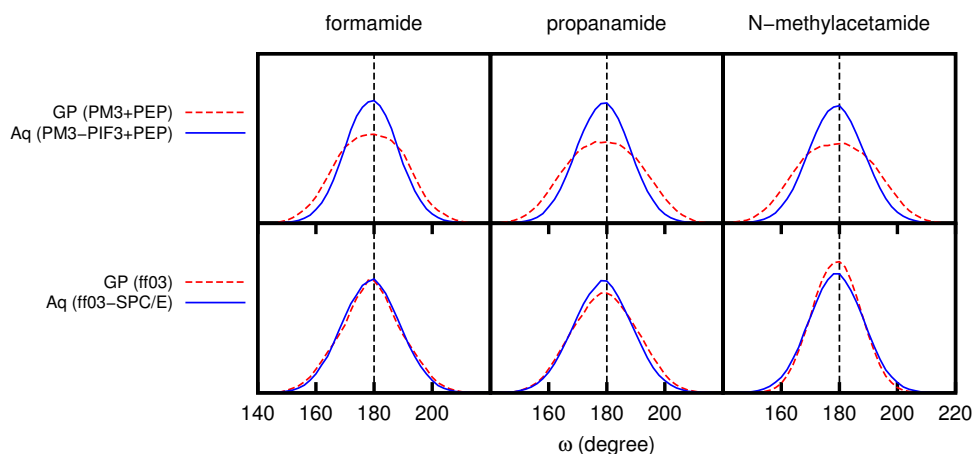 formamide propanamide N−methylacetamide
GP (PM3+PEP)
Aq (PM3−PIF3+PEP)
GP (ff03)
Aq (ff03−SPC/E)
140 160 180 200 160 180 200 160 180 200 220
ω (degree)